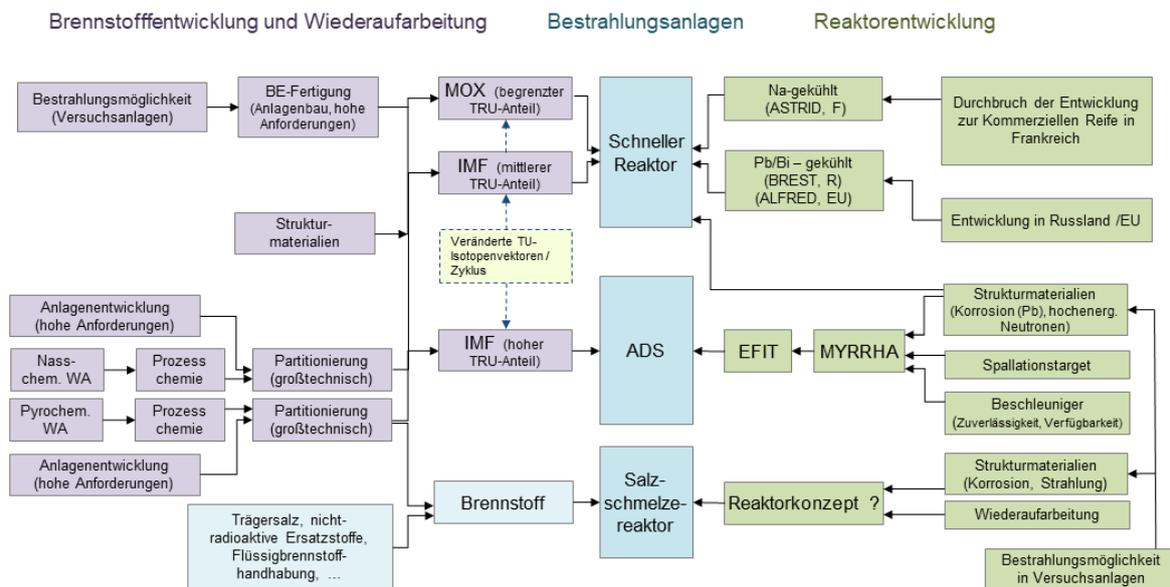 Brennstofffentwicklung und Wiederaufarbeitung
Bestrahlungsanlagen
Reaktorentwicklung
Bestrahlungsmöglichkeit
(Versuchsanlagen)
BE-Fertigung
(Anlagenbau, hohe
Anforderungen)
MOX (begrenzter
TRU-Anteil)
IMF (mittlerer
TRU-Anteil)
Schneller
Reaktor
Na-gekühlt
(ASTRID, F)
Durchbruch der Entwicklung
zur Kommerziellen Reife in
Frankreich
Pb/Bi – gekühlt
(BREST, R)
(ALFRED, EU)
Entwicklung in Russland /EU
Struktur-
materialien
Veränderte TU-
Isotopenvektoren /
Zyklus
Anlagenentwicklung
(hohe Anforderungen)
Nass-
chem. WA
Prozess
chemie
Partitionierung
(großtechnisch)
Pyrochem.
WA
Prozess
chemie
Partitionierung
(großtechnisch)
Anlagenentwicklung
(hohe Anforderungen)
IMF (hoher
TRU-Anteil)
ADS
EFIT
MYRRHA
Strukturmaterialien
(Korrosion (Pb), hochenerg.
Neutronen)
Spallationstarget
Beschleuniger
(Zuverlässigkeit, Verfügbarkeit)
Trägersalz, nicht-
radioaktive Ersatzstoffe,
Flüssigbrennstoff-
handhabung, ...
Brennstoff
Salz-
schmelze-
reaktor
Reaktorkonzept ?
Strukturmaterialien
(Korrosion, Strahlung)
Wiederaufarbeitung
Bestrahlungsmöglichkeit
in Versuchsanlagen